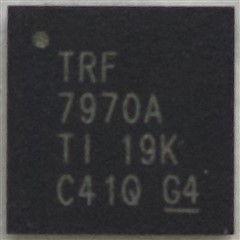 TRF
7970A
TI 19K
C41Q G4